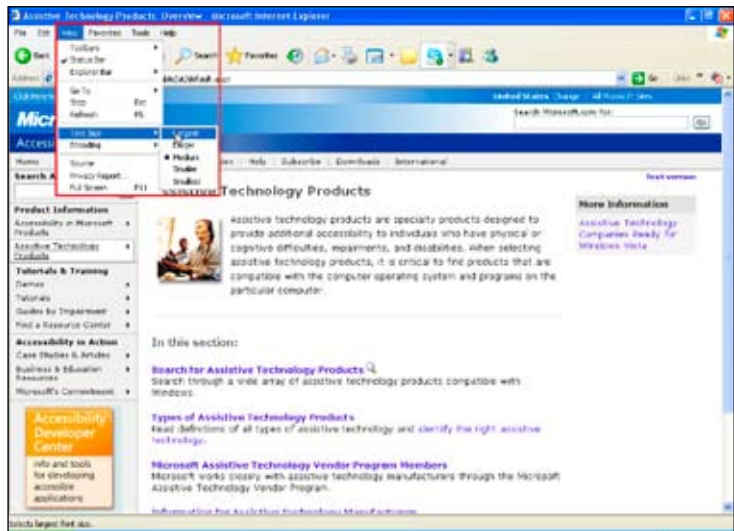 Assistive Technology Products: Overview - Microsoft Internet Explorer
File Edit View Favorites Tools Help
Toolbars
Status Bar
Explorer Bar
Go To
Stop Esc
Refresh F5
Text Size
Encoding
Source
Privacy Report...
Full Screen F11
Largest
Larger
Medium
Smaller
Smallest
Search Favorites
Address
Go Links
United States Change All Microsoft Sites
Search Microsoft.com for:
Go
Micr
Accessi
Home
Help Subscribe Downloads International
Search A
Text version
Assistive Technology Products
Assistive technology products are specialty products designed to
provide additional accessibility to individuals who have physical or
cognitive difficulties, impairments, and disabilities. When selecting
assistive technology products, it is critical to find products that are
compatible with the computer operating system and programs on the
particular computer.
More Information
Assistive Technology
Companies Ready for
Windows Vista
Product Information
Accessibility in Microsoft
Products
Assistive Technology
Products
Tutorials & Training
Demos
Tutorials
Guides by Impairment
Find a Resource Center
Accessibility in Action
Case Studies & Articles
Business & Education
Resources
Microsoft's Commitment
Accessibility
Developer
Center
Info and tools
for developing
accessible
applications
In this section:
Search for Assistive Technology Products
Search through a wide array of assistive technology products compatible with
Windows.
Types of Assistive Technology Products
Read definitions of all types of assistive technology and identify the right assistive
technology.
Microsoft Assistive Technology Vendor Program Members
Microsoft works closely with assistive technology manufacturers through the Microsoft
Assistive Technology Vendor Program.
Information for Assistive Technology Manufacturers
Selects largest font size.